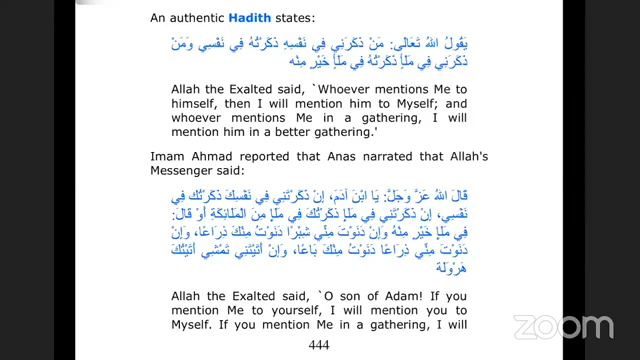 An authentic Hadith states:
يَقُولُ اللهُ تَعَالَى: مَنْ ذَكَرَنِي فِي نَفْسِهِ ذَكَرْتُهُ فِي نَفْسِي وَمَنْ
ذَكَرَنِي فِي مَلَأٍ ذَكَرْتُهُ فِي مَلَأٍ خَيْرٍ مِنْه
Allah the Exalted said, `Whoever mentions Me to
himself, then I will mention him to Myself; and
whoever mentions Me in a gathering, I will
mention him in a better gathering.'
Imam Ahmad reported that Anas narrated that Allah's
Messenger said:
قَالَ اللهُ عَزَّ وَجَلَّ: يَا ابْنَ آدَمَ، إِنْ ذَكَرْتَنِي فِي نَفْسِكَ ذَكَرْتُكَ فِي
نَفْسِي، إِنْ ذَكَرْتَنِي فِي مَلَإٍ ذَكَرْتُكَ فِي مَلَإٍ مِنَ الْمَلَائِكَةِ أَوْ قَالَ:
فِي مَلَإٍ خَيْرٍ مِنْهُ وَإِنْ دَنَوْتَ مِنِّي شِبْرًا دَنَوْتُ مِنْكَ ذِرَاعًا، وَإِنْ
دَنَوْتَ مِنِّي ذِرَاعًا دَنَوْتُ مِنْكَ بَاعًا، وَإِنْ أَتَيْتَنِي تَمْشِي أَتَيْتُكَ
هَرْوَلَة
Allah the Exalted said, `O son of Adam! If you
mention Me to yourself, I will mention you to
Myself. If you mention Me in a gathering, I will
444
zoom